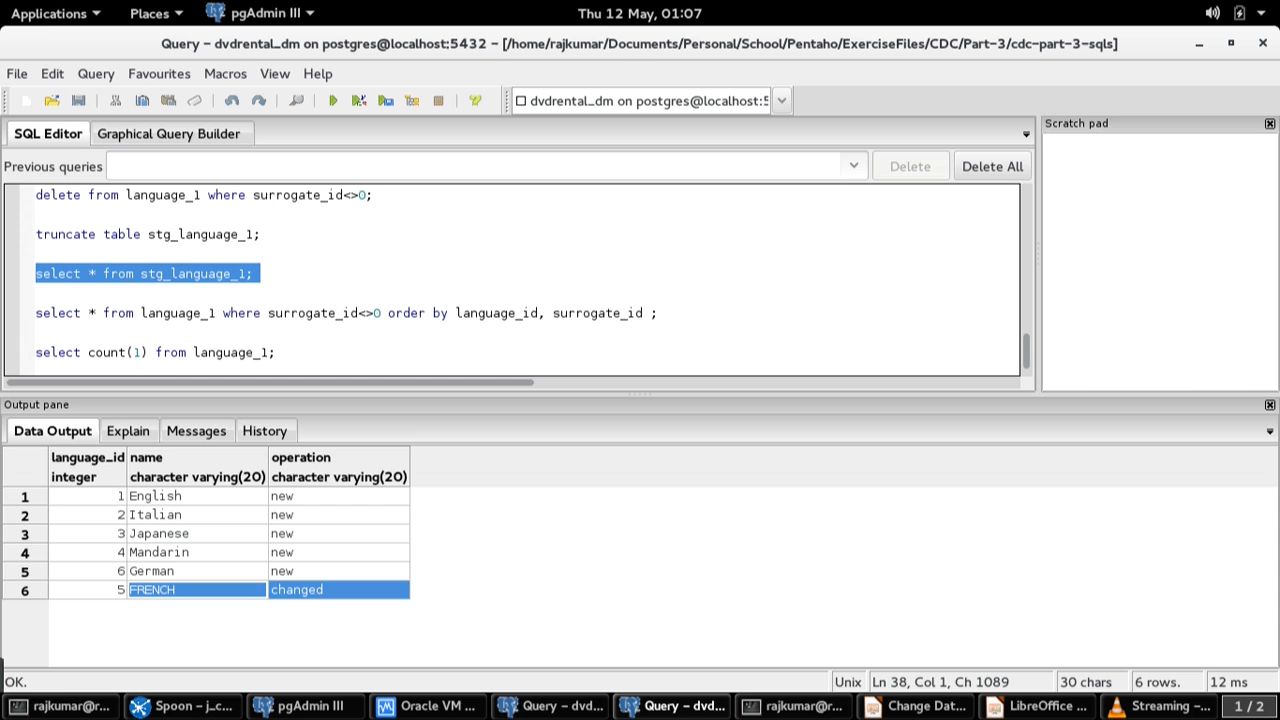 Applications Places pgAdmin III Thu 12 May, 01:07
Query – dvdrental_dm on postgres@localhost:5432 – [/home/rajkumar/Documents/Personal/School/Pentaho/ExerciseFiles/CDC/Part-3/cdc-part-3-sqls]
File Edit Query Favourites Macros View Help
dvdrental_dm on postgres@localhost:5
SQL Editor Graphical Query Builder
Scratch pad
Previous queries Delete Delete All
delete from language_1 where surrogate_id<>0;
truncate table stg_language_1;
select * from stg_language_1;
select * from language_1 where surrogate_id<>0 order by language_id, surrogate_id ;
select count(1) from language_1;
Output pane
Data Output Explain Messages History
language_id name operation
integer character varying(20) character varying(20)
1 1 English new
2 2 Italian new
3 3 Japanese new
4 4 Mandarin new
5 6 German new
6 5 FRENCH changed
OK. Unix Ln 38, Col 1, Ch 1089 30 chars 6 rows. 12 ms
rajkumar@r... Spoon – j_c... pgAdmin III Oracle VM ... Query – dvd... Query – dvd... rajkumar@r... Change Dat... LibreOffice ... Streaming –... 1 / 2